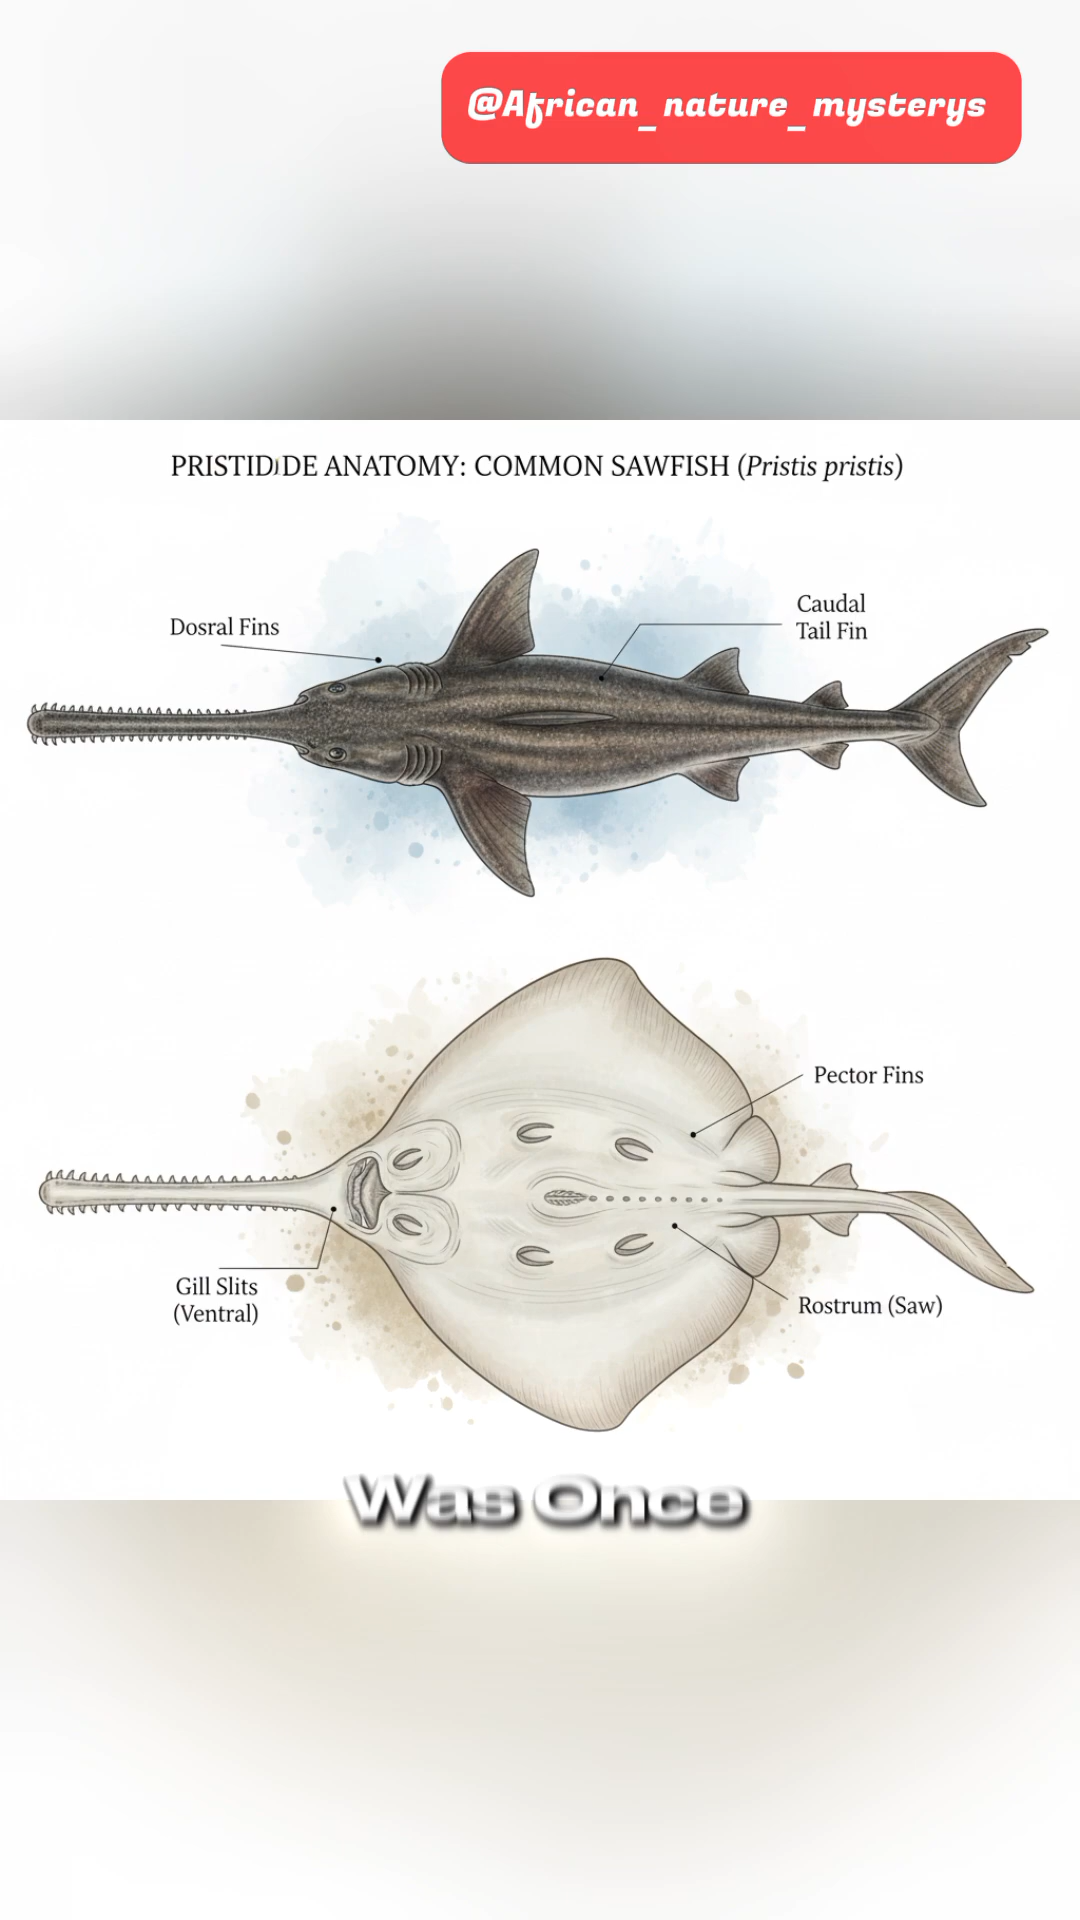 @African_nature_mysterys
PRISTIDIDE ANATOMY: COMMON SAWFISH (Pristis pristis)
Dosral Fins
Caudal
Tail Fin
Pector Fins
Gill Slits
(Ventral)
Rostrum (Saw)
Was Once